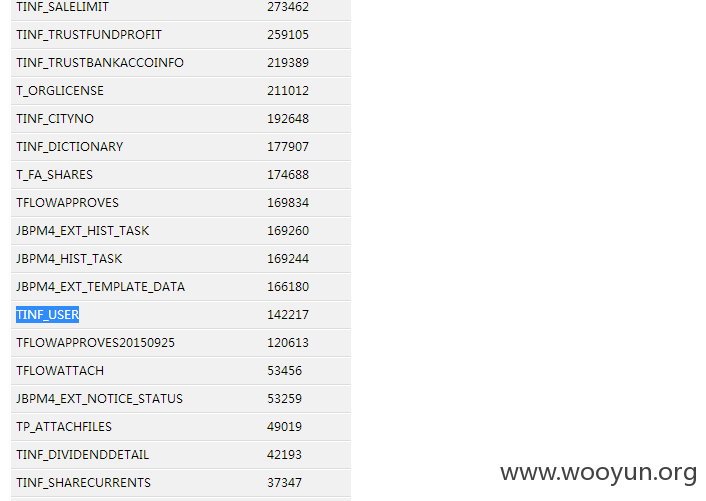 TINF_SALELIMIT 273462
TINF_TRUSTFUNDPROFIT 259105
TINF_TRUSTBANKACCOINFO 219389
T_ORGLICENSE 211012
TINF_CITYNO 192648
TINF_DICTIONARY 177907
T_FA_SHARES 174688
TFLOWAPPROVES 169834
JBPM4_EXT_HIST_TASK 169260
JBPM4_HIST_TASK 169244
JBPM4_EXT_TEMPLATE_DATA 166180
TINF_USER 142217
TFLOWAPPROVES20150925 120613
TFLOWATTACH 53456
JBPM4_EXT_NOTICE_STATUS 53259
TP_ATTACHFILES 49019
TINF_DIVIDENDDETAIL 42193
TINF_SHARECURRENTS 37347
www.wooyun.org